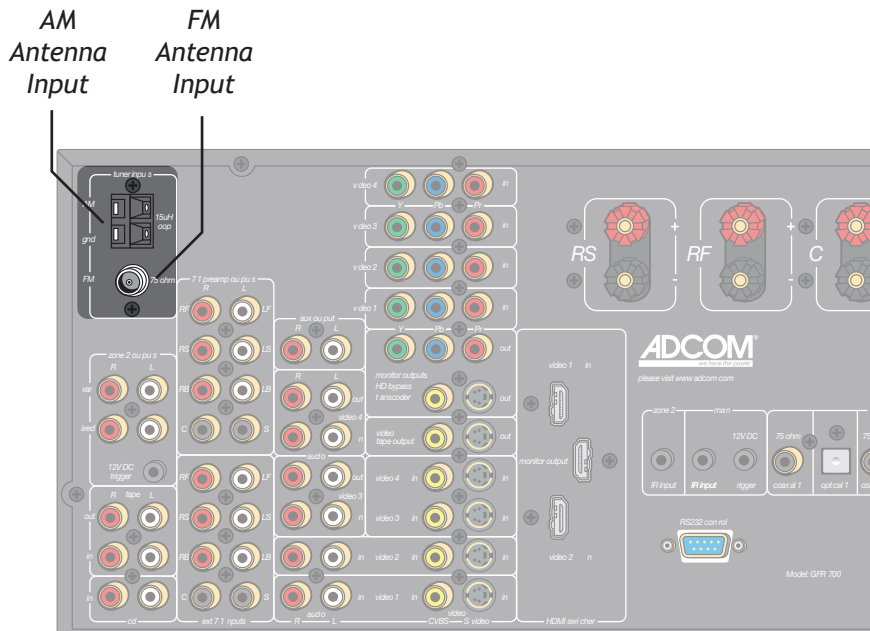 AM
Antenna
Input
FM
Antenna
Input
tuner inpu s
AM
15uH
oop
gnd
FM
75 ohm
7 1 preamp ou pu s
R L
RF LF
RS LS
RB LB
C S
RF LF
RS LS
RB LB
C S
ext 7 1 nputs
zone 2 ou pu s
R L
var
ixed
12V DC
trigger
R tape L
out
in
in
cd
aux ou put
R L
R L
out
video 4
n
aud o
out
video 3
n
in
in
aud o
R L
v deo 4 in
Y Pb Pr
v deo 3 in
v deo 2 in
v deo 1 in
Y Pb Pr
out
monitor outputs
HD bypass
t anscoder
out
video
tape output
out
video 4 in in
video 3 in in
video 2 in in
video 1 in in
video
CVBS S video
video 1 in
monitor output
video 2 n
HDMI swi cher
RS + - RF + - C
ADCOM®
we have the power
please visit www adcom com
zone 2
ma n
12V DC
IR input
IR input
rigger
75 ohm
coax al 1
opt cal 1
75
co
RS232 con rol
Model: GFR 700